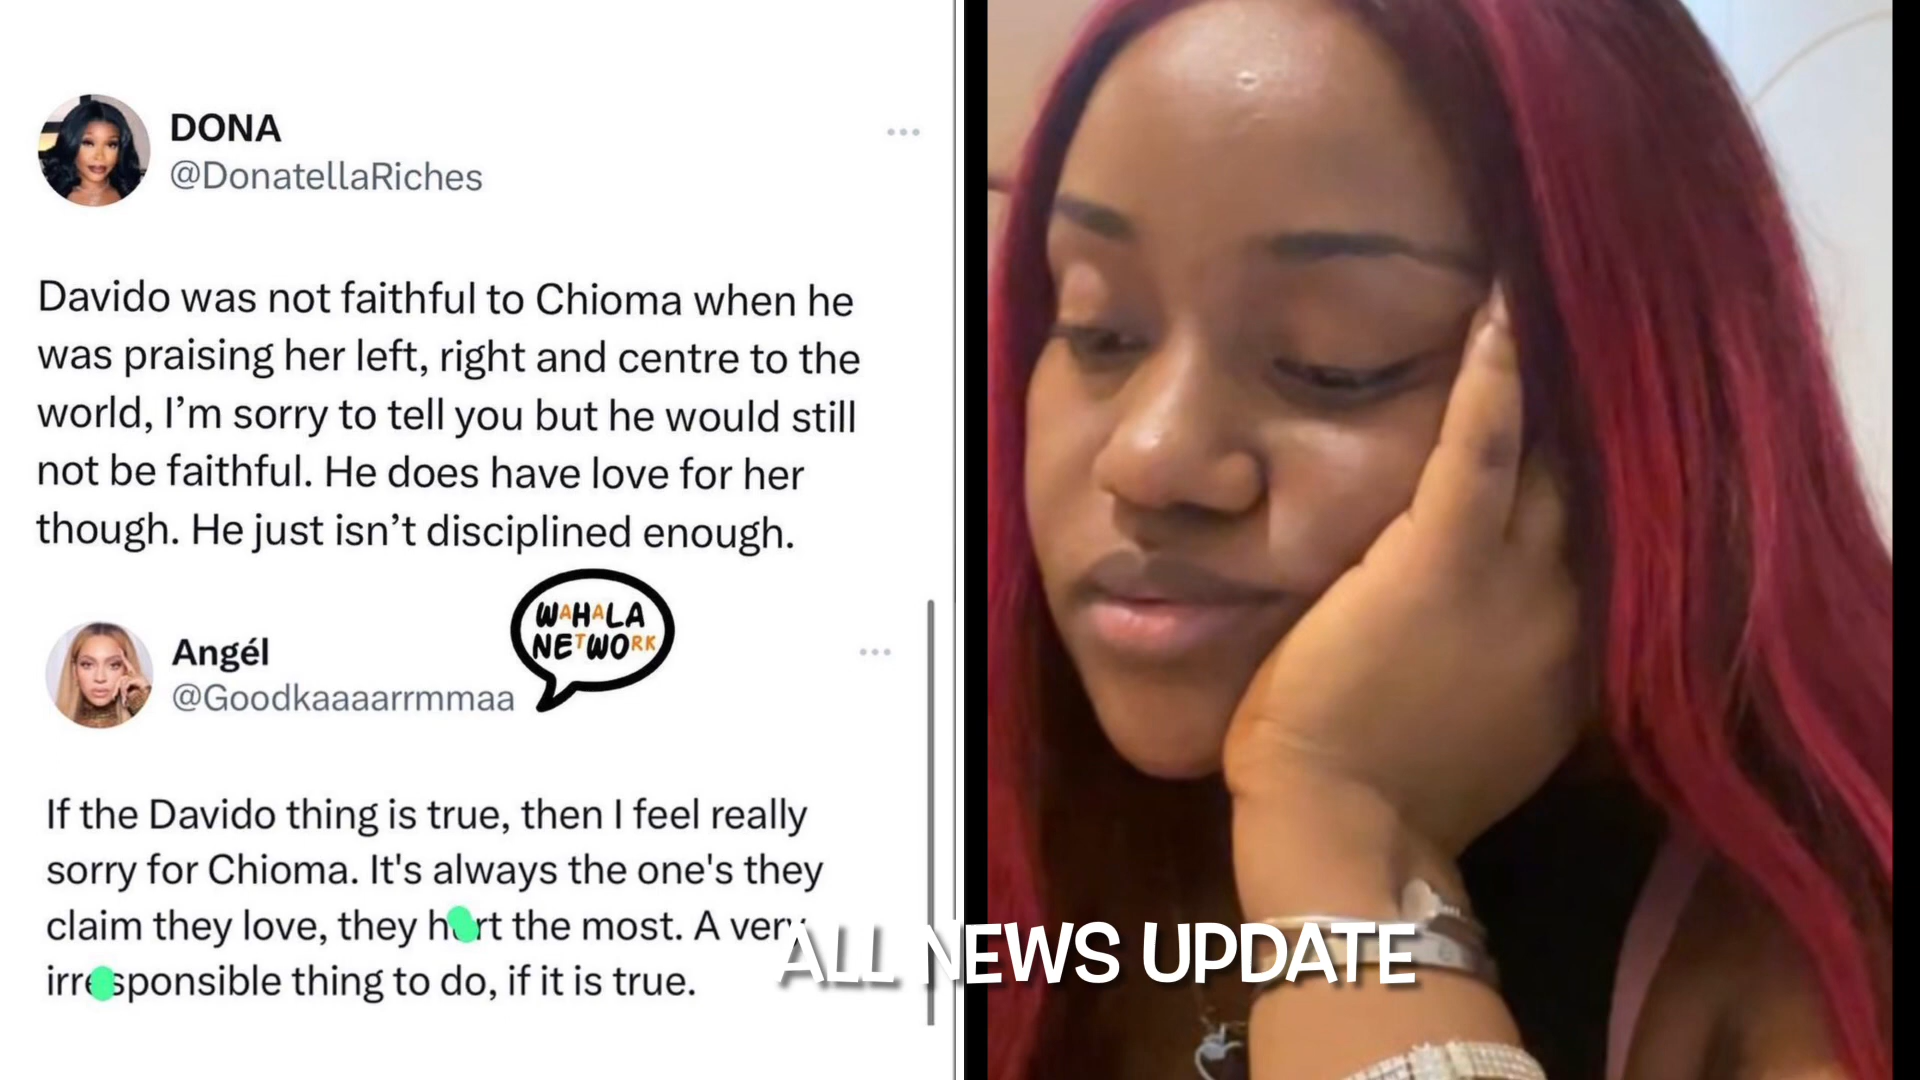 DONA
@DonatellaRiches
Davido was not faithful to Chioma when he
was praising her left, right and centre to the
world, I’m sorry to tell you but he would still
not be faithful. He does have love for her
though. He just isn’t disciplined enough.
WAHALA
NETWORK
Angél
@Goodkaaaarrmmaa
If the Davido thing is true, then I feel really
sorry for Chioma. It's always the one's they
claim they love, they hurt the most. A very
irresponsible thing to do, if it is true.
ALL NEWS UPDATE